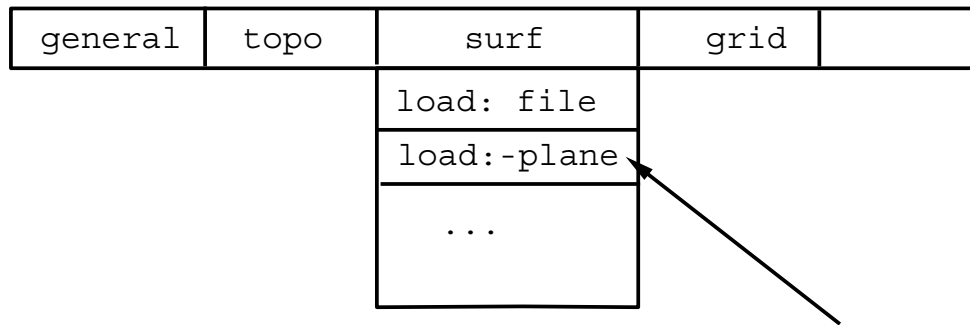 general topo surf grid
load: file
load:-plane
...